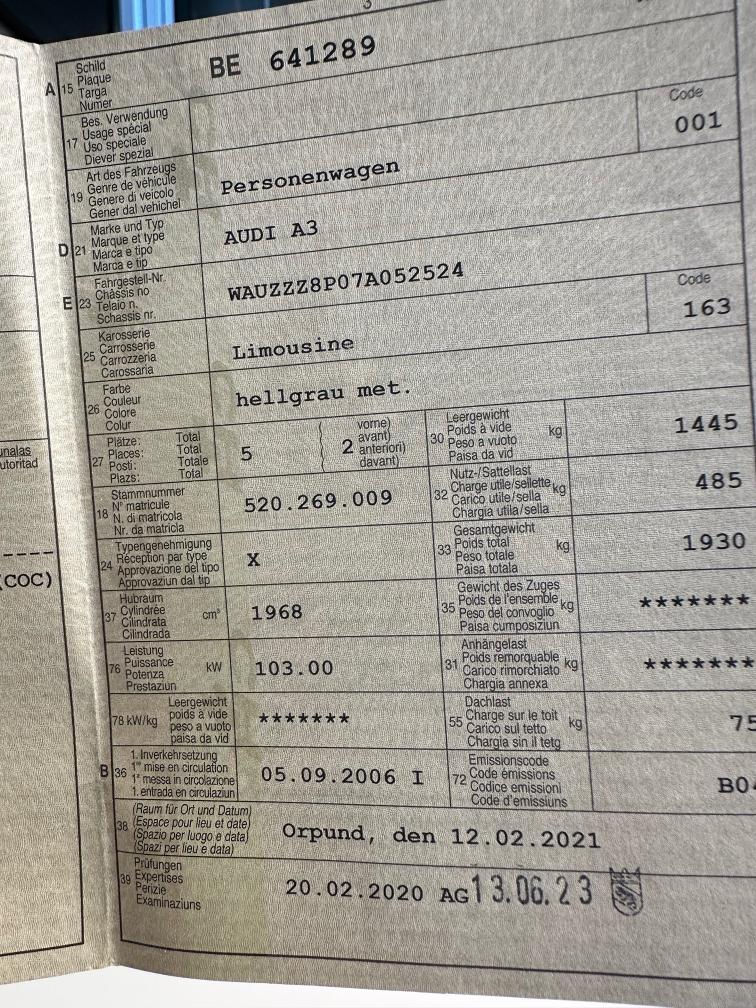 A 15 Schild
Plaque
Targa
Numer
BE 641289
17 Bes. Verwendung
Usage spécial
Uso speciale
Diever spezial
Code
001
19 Art des Fahrzeugs
Genre de véhicule
Genere di veicolo
Gener dal vehichel
Personenwagen
D 21 Marke und Typ
Marque et type
Marca e tipo
Marca e tip
AUDI A3
E 23 Fahrgestell-Nr.
Châssis no
Telaio n.
Schassis nr.
WAUZZZ8P07A052524
25 Karosserie
Carrosserie
Carrozzeria
Carossaria
Limousine
Code
163
26 Farbe
Couleur
Colore
Colur
hellgrau met.
27 Plätze: Total
Places: Total
Posti: Totale
Plazs: Total
5
2
vorne)
avant)
anteriori)
davant)
30 Leergewicht
Poids à vide
Peso a vuoto
Paisa da vid
kg
1445
18 Stammnummer
N° matricule
N. di matricola
Nr. da matricla
520.269.009
32 Nutz-/Sattellast
Charge utile/sellette
Carico utile/sella
Chargia utila/sella
kg
485
24 Typengenehmigung
Réception par type
Approvazione del tipo
Approvaziun dal tip
X
33 Gesamtgewicht
Poids total
Peso totale
Paisa totala
kg
1930
37 Hubraum
Cylindrée
Cilindrata
Cilindrada
cm³
1968
35 Gewicht des Zuges
Poids de l'ensemble
Peso del convoglio
Paisa cumposiziun
kg
*******
76 Leistung
Puissance
Potenza
Prestaziun
kW
103.00
31 Anhängelast
Poids remorquable
Carico rimorchiato
Chargia annexa
kg
*******
78 kW/kg
Leergewicht
poids à vide
peso a vuoto
paisa da vid
*******
55 Dachlast
Charge sur le toit
Carico sul tetto
Chargia sin il tetg
kg
75
B 36 1. Inverkehrsetzung
1re mise en circulation
1a messa in circolazione
1. entrada en circulaziun
05.09.2006 I
72 Emissionscode
Code émissions
Codice emissioni
Code d'emissiuns
B04
38 (Raum für Ort und Datum)
(Espace pour lieu et date)
(Spazio per luogo e data)
(Spazi per lieu e data)
Orpund, den 12.02.2021
39 Prüfungen
Expertises
Perizie
Examinaziuns
20.02.2020 AG 13.06.23
unalas
utoritad
----
(COC)